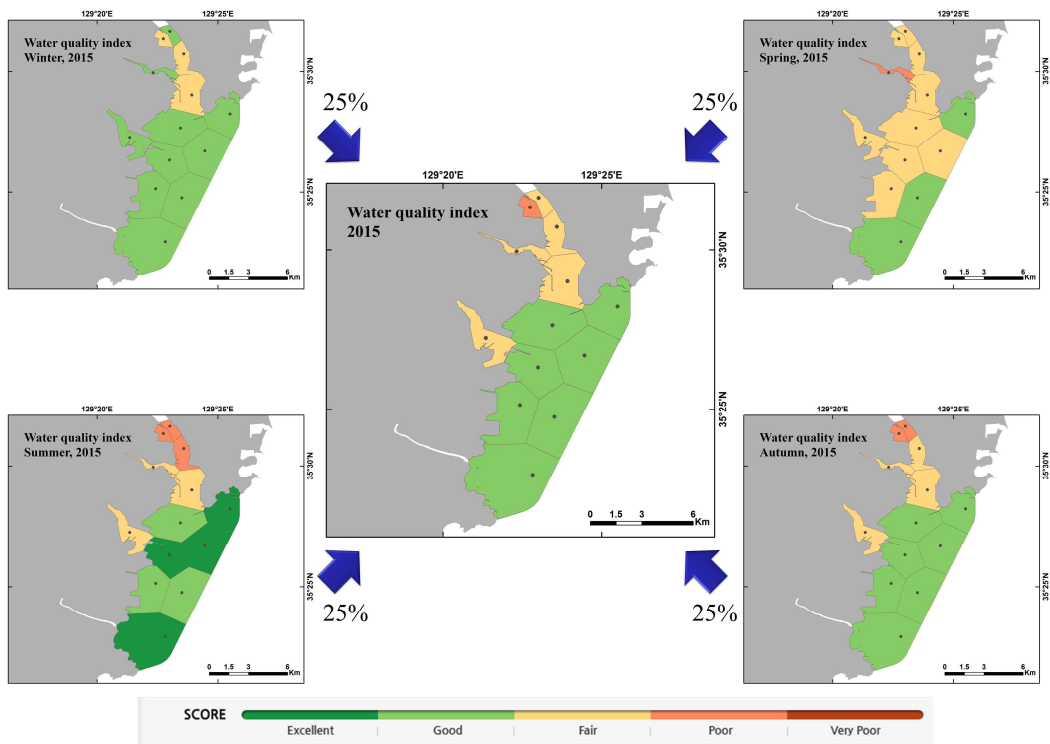 129°20'E 129°25'E
Water quality index
Winter, 2015
35°30'N
35°25'N
0 1.5 3 6
Km
25%
129°20'E 129°25'E
Water quality index
Spring, 2015
35°30'N
35°25'N
0 1.5 3 6
Km
25%
129°20'E 129°25'E
Water quality index
2015
35°30'N
35°25'N
0 1.5 3 6
Km
129°20'E 129°25'E
Water quality index
Summer, 2015
35°30'N
35°25'N
0 1.5 3 6
Km
25%
129°20'E 129°25'E
Water quality index
Autumn, 2015
35°30'N
35°25'N
0 1.5 3 6
Km
25%
SCORE
Excellent Good Fair Poor Very Poor